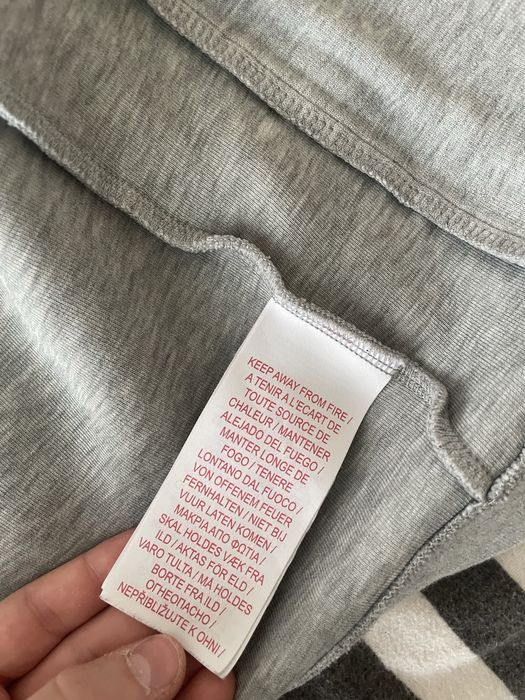 KEEP AWAY FROM FIRE /
A TENIR A L'ECART DE
TOUTE SOURCE DE
CHALEUR / MANTENER
ALEJADO DEL FUEGO /
MANTER LONGE DE
FOGO / TENERE
LONTANO DAL FUOCO /
VON OFFENEM FEUER
FERNHALTEN / NIET BIJ
VUUR LATEN KOMEN /
ΜΑΚΡΙΑ ΑΠΟ ΦΩΤΙΑ /
SKAL HOLDES VÆK FRA
ILD / AKTAS FÖR ELD /
VARO TULTA / MÅ HOLDES
BORTE FRA ILD /
ОГНЕОПАСНО /
NEPŘIBLIŽUJTE K OHNI /